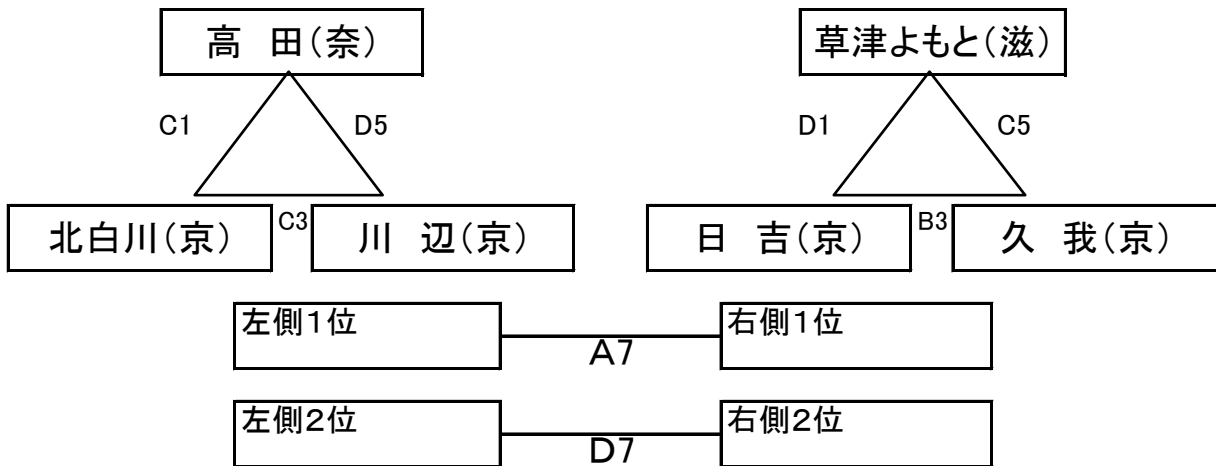 高　田(奈)
草津よもと(滋)
C1
D5
D1
C5
北白川(京)
C3
川　辺(京)
日　吉(京)
B3
久　我(京)
左側１位
A7
右側１位
左側２位
D7
右側２位